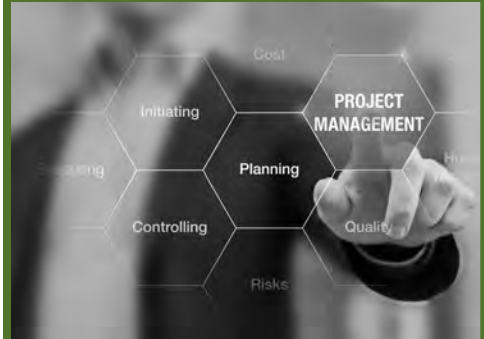 Cost
Initiating
PROJECT
MANAGEMENT
Planning
Controlling
Quality
Risks